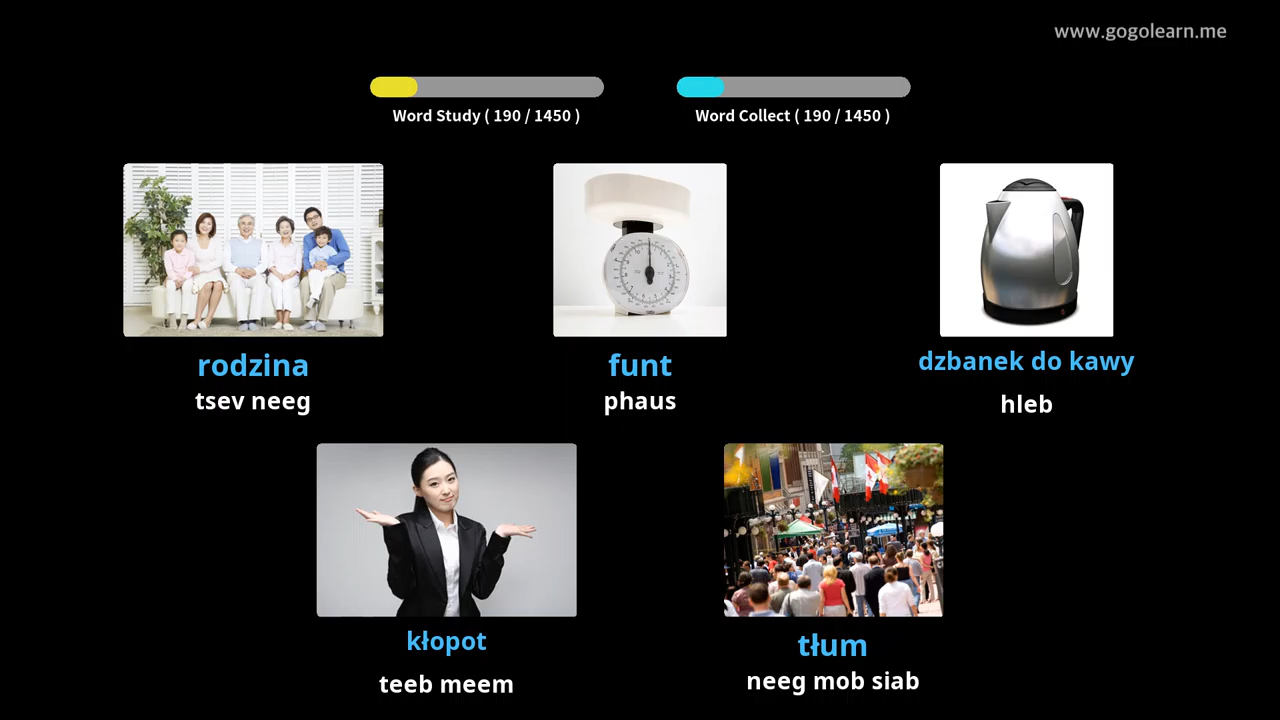 www.gogolearn.me
Word Study ( 190 / 1450 )
Word Collect ( 190 / 1450 )
rodzina
tsev neeg
funt
phaus
dzbanek do kawy
hleb
kłopot
teeb meem
tłum
neeg mob siab